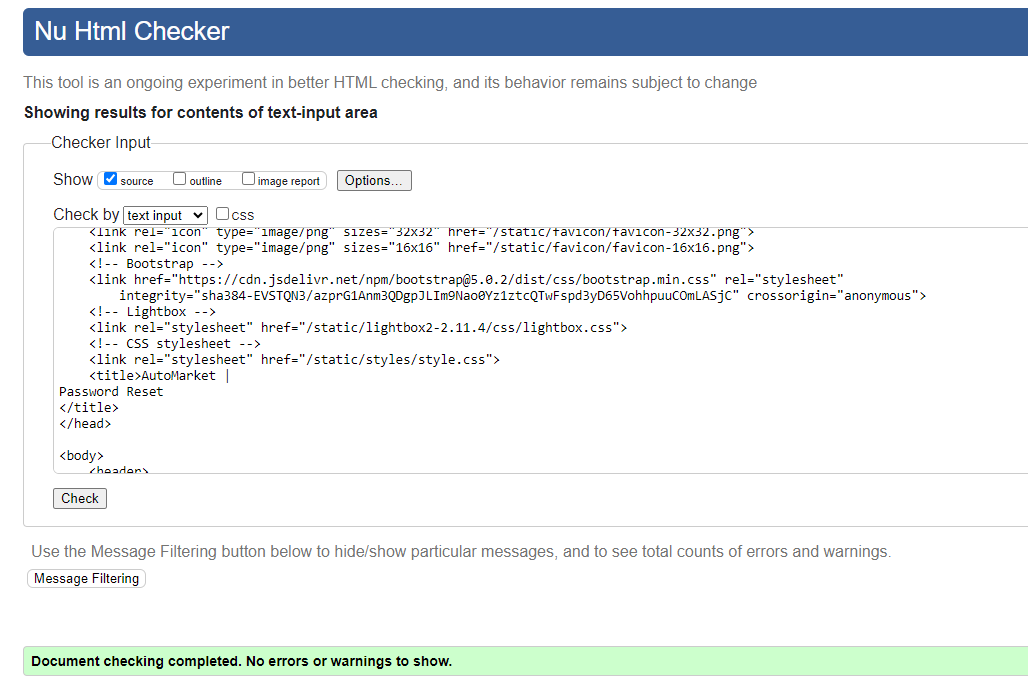 Nu Html Checker
This tool is an ongoing experiment in better HTML checking, and its behavior remains subject to change
Showing results for contents of text-input area
Checker Input
Show source outline image report Options...
Check by text input css
<link rel="icon" type="image/png" sizes="32x32" href="/static/favicon/favicon-32x32.png">
<link rel="icon" type="image/png" sizes="16x16" href="/static/favicon/favicon-16x16.png">
<!-- Bootstrap -->
<link href="https://cdn.jsdelivr.net/npm/bootstrap@5.0.2/dist/css/bootstrap.min.css" rel="stylesheet"
integrity="sha384-EVSTQN3/azprG1Anm3QDgpJLIm9Nao0Yz1ztcQTwFspd3yD65VohhpuuCOmLASjC" crossorigin="anonymous">
<!-- Lightbox -->
<link rel="stylesheet" href="/static/lightbox2-2.11.4/css/lightbox.css">
<!-- CSS stylesheet -->
<link rel="stylesheet" href="/static/styles/style.css">
<title>AutoMarket |
Password Reset
</title>
</head>
<body>
<header>
Check
Use the Message Filtering button below to hide/show particular messages, and to see total counts of errors and warnings.
Message Filtering
Document checking completed. No errors or warnings to show.